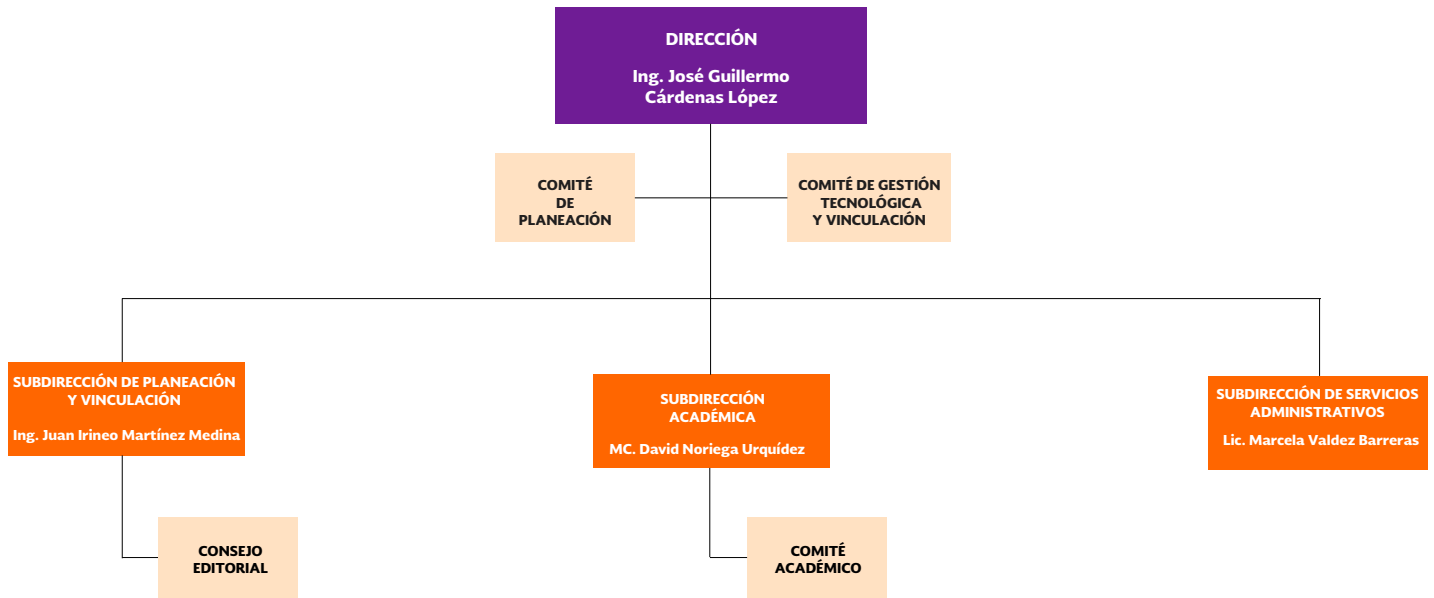 DIRECCIÓN
Ing. José Guillermo
Cárdenas López
COMITÉ
DE
PLANEACIÓN
COMITÉ DE GESTIÓN
TECNOLÓGICA
Y VINCULACIÓN
SUBDIRECCIÓN DE PLANEACIÓN
Y VINCULACIÓN
Ing. Juan Irineo Martínez Medina
SUBDIRECCIÓN
ACADÉMICA
MC. David Noriega Urquídez
SUBDIRECCIÓN DE SERVICIOS
ADMINISTRATIVOS
Lic. Marcela Valdez Barreras
CONSEJO
EDITORIAL
COMITÉ
ACADÉMICO